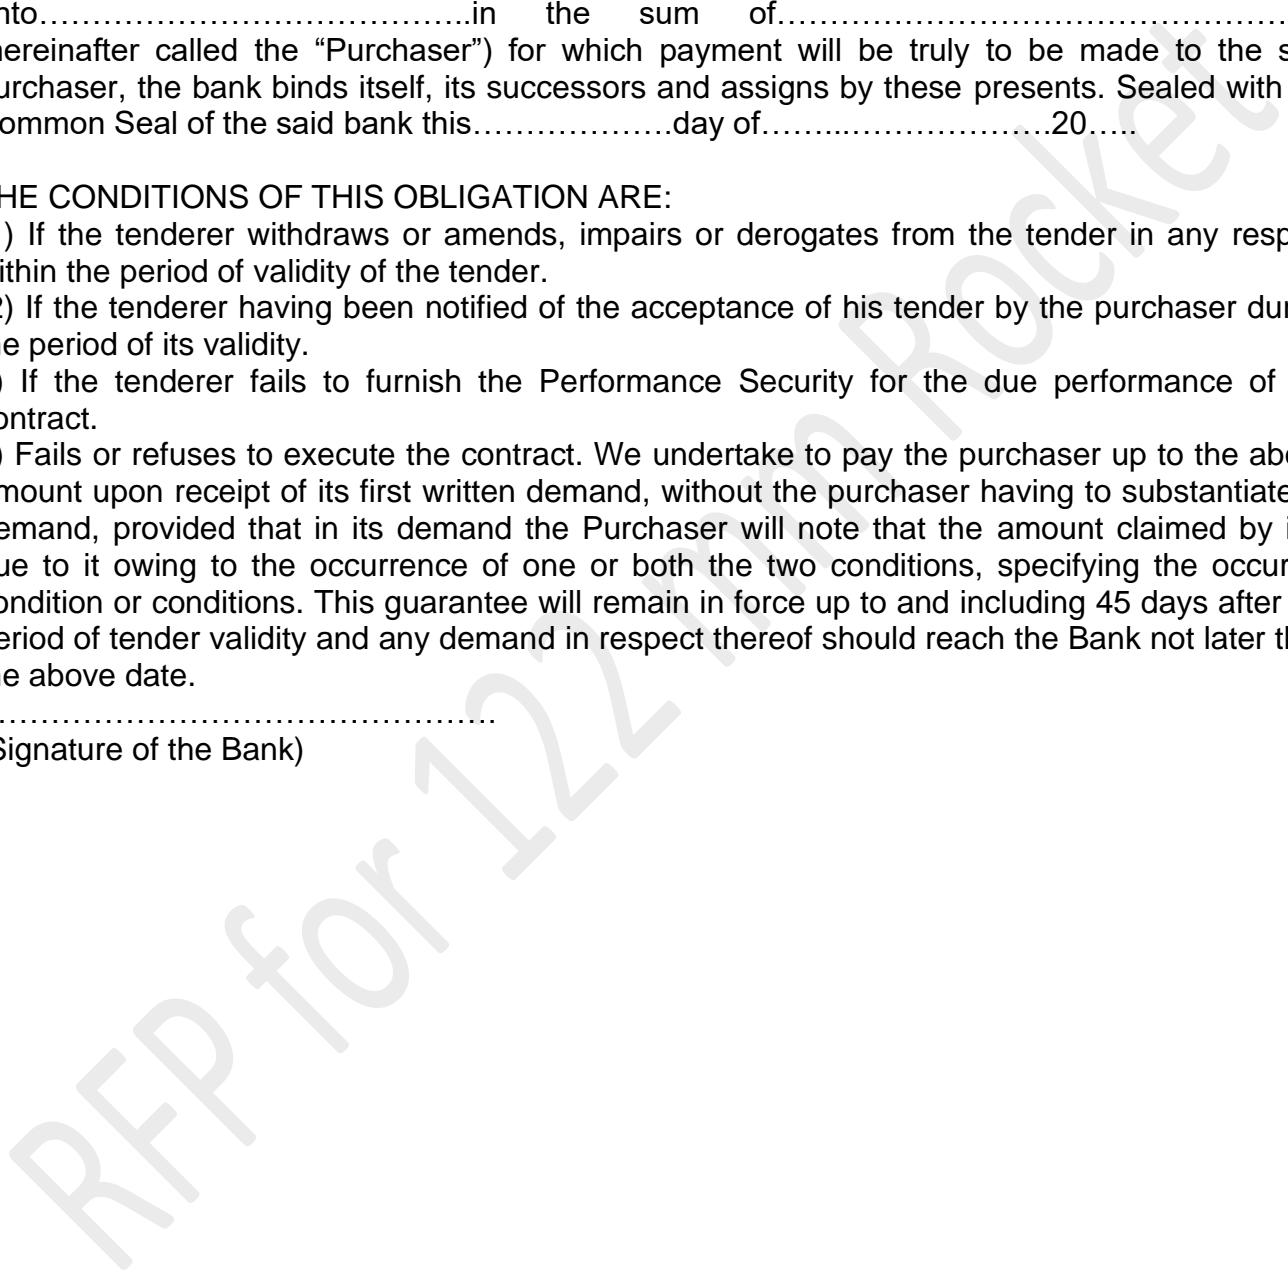 nto…………………………………..in the sum of…………………………………………
hereinafter called the “Purchaser”) for which payment will be truly to be made to the s
urchaser, the bank binds itself, its successors and assigns by these presents. Sealed with
ommon Seal of the said bank this……………….day of……...……………….20…..
HE CONDITIONS OF THIS OBLIGATION ARE:
) If the tenderer withdraws or amends, impairs or derogates from the tender in any resp
ithin the period of validity of the tender.
2) If the tenderer having been notified of the acceptance of his tender by the purchaser dur
e period of its validity.
) If the tenderer fails to furnish the Performance Security for the due performance of
ontract.
) Fails or refuses to execute the contract. We undertake to pay the purchaser up to the abo
mount upon receipt of its first written demand, without the purchaser having to substantiate
emand, provided that in its demand the Purchaser will note that the amount claimed by i
ue to it owing to the occurrence of one or both the two conditions, specifying the occur
ondition or conditions. This guarantee will remain in force up to and including 45 days after
eriod of tender validity and any demand in respect thereof should reach the Bank not later th
e above date.
……………………………………….
Signature of the Bank)
RFP for 122 mm Rocket